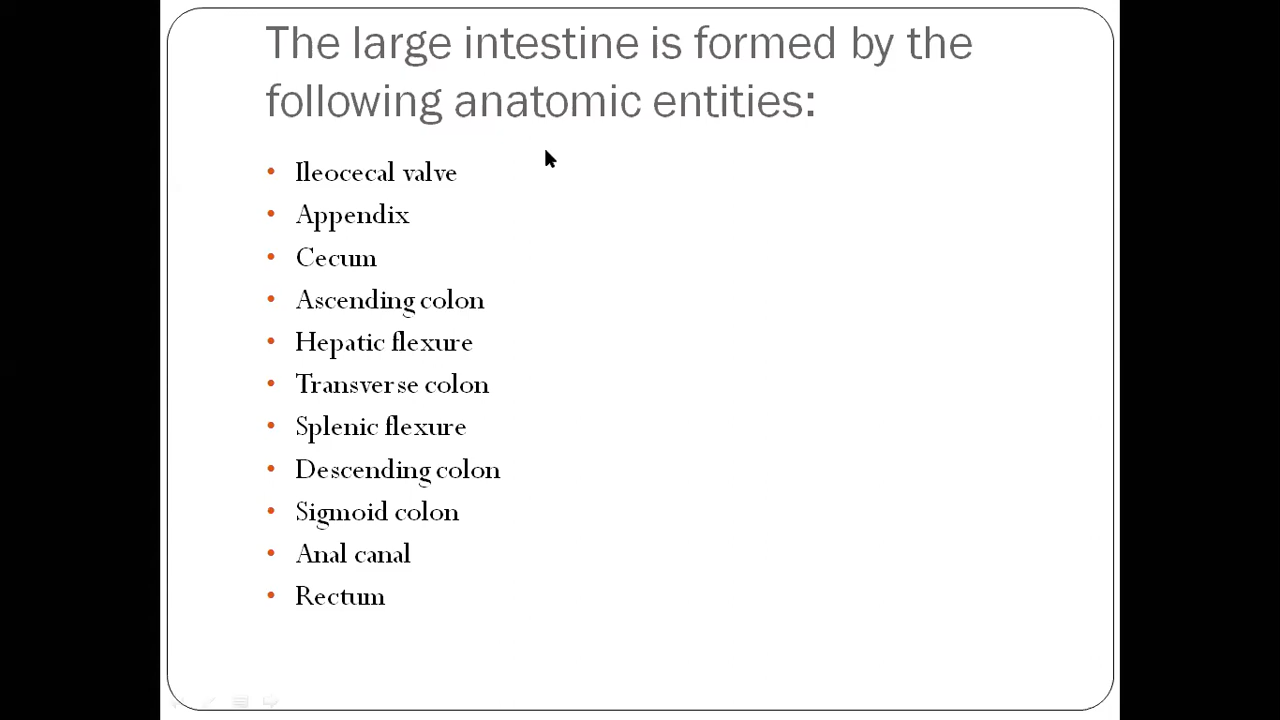 The large intestine is formed by the
following anatomic entities:
• Ileocecal valve
• Appendix
• Cecum
• Ascending colon
• Hepatic flexure
• Transverse colon
• Splenic flexure
• Descending colon
• Sigmoid colon
• Anal canal
• Rectum